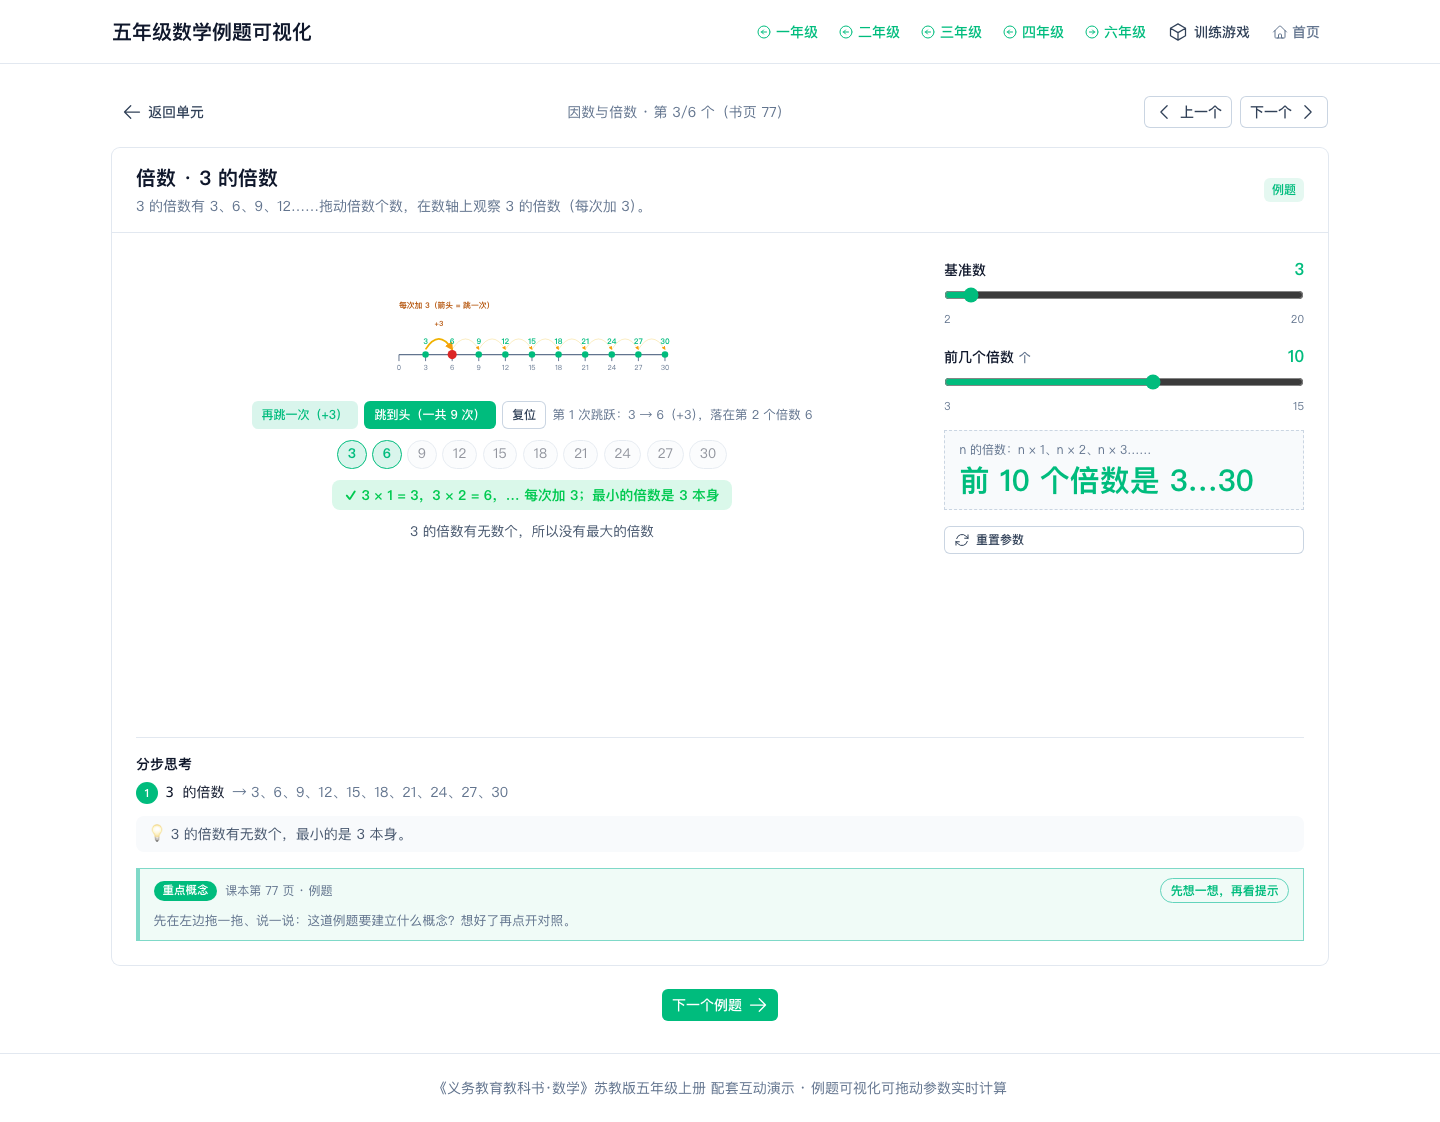 五年级数学例题可视化
一年级 二年级 三年级 四年级 六年级 训练游戏 首页
返回单元
因数与倍数 · 第 3/6 个（书页 77）
上一个 下一个
倍数 · 3 的倍数
3 的倍数有 3、6、9、12……拖动倍数个数，在数轴上观察 3 的倍数（每次加 3）。
例题
每次加 3（箭头 = 跳一次）
+3
3 6 9 12 15 18 21 24 27 30
0 3 6 9 12 15 18 21 24 27 30
再跳一次（+3） 跳到头（一共 9 次） 复位 第 1 次跳跃：3 → 6（+3），落在第 2 个倍数 6
3 6 9 12 15 18 21 24 27 30
✓ 3 × 1 = 3，3 × 2 = 6，… 每次加 3；最小的倍数是 3 本身
3 的倍数有无数个，所以没有最大的倍数
基准数 3
2 20
前几个倍数 个 10
3 15
n 的倍数：n × 1、n × 2、n × 3……
前 10 个倍数是 3…30
重置参数
分步思考
1 3 的倍数 → 3、6、9、12、15、18、21、24、27、30
💡 3 的倍数有无数个，最小的是 3 本身。
重点概念 课本第 77 页 · 例题
先想一想，再看提示
先在左边拖一拖、说一说：这道例题要建立什么概念？想好了再点开对照。
下一个例题
《义务教育教科书·数学》苏教版五年级上册 配套互动演示 · 例题可视化可拖动参数实时计算